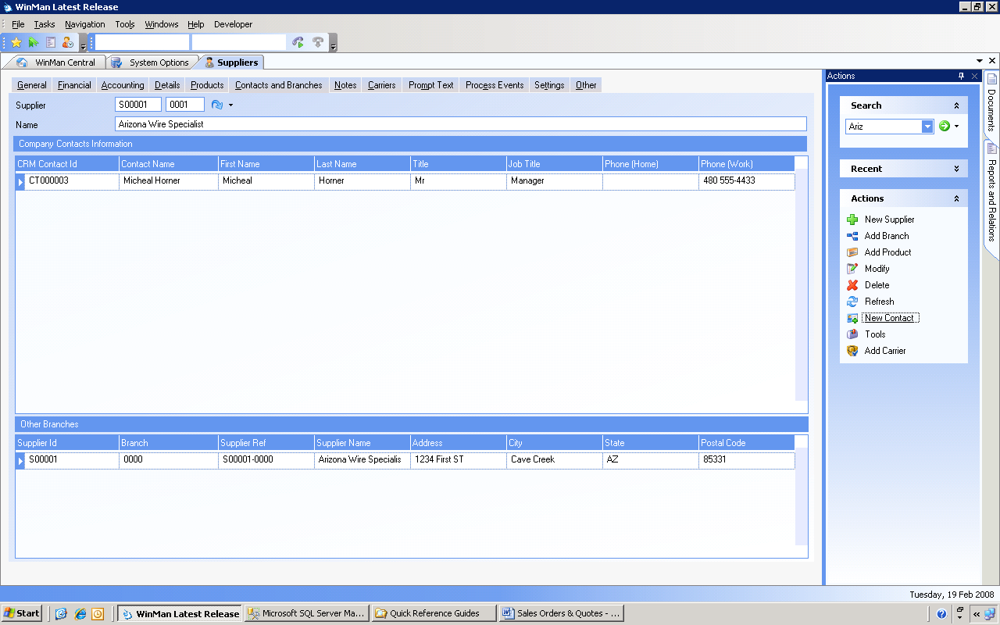 WinMan Latest Release
File Tasks Navigation Tools Windows Help Developer
WinMan Central System Options Suppliers
General Financial Accounting Details Products Contacts and Branches Notes Carriers Prompt Text Process Events Settings Other
Supplier S00001 0001
Name Arizona Wire Specialist
Company Contacts Information
CRM Contact Id Contact Name First Name Last Name Title Job Title Phone (Home) Phone (Work)
CT000003 Micheal Horner Micheal Horner Mr Manager 480 555-4433
Other Branches
Supplier Id Branch Supplier Ref Supplier Name Address City State Postal Code
S00001 0000 S00001-0000 Arizona Wire Specialis 1234 First ST Cave Creek AZ 85331
Actions
Search
Ariz
Recent
Actions
New Supplier
Add Branch
Add Product
Modify
Delete
Refresh
New Contact
Tools
Add Carrier
Documents
Reports and Relations
Tuesday, 19 Feb 2008
Start WinMan Latest Release Microsoft SQL Server Ma... Quick Reference Guides Sales Orders & Quotes - ... «